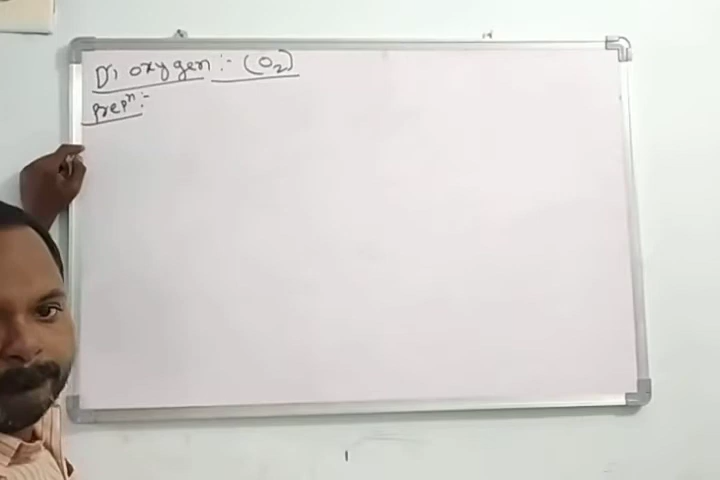 Di oxygen :- (O₂)
Prepⁿ :-